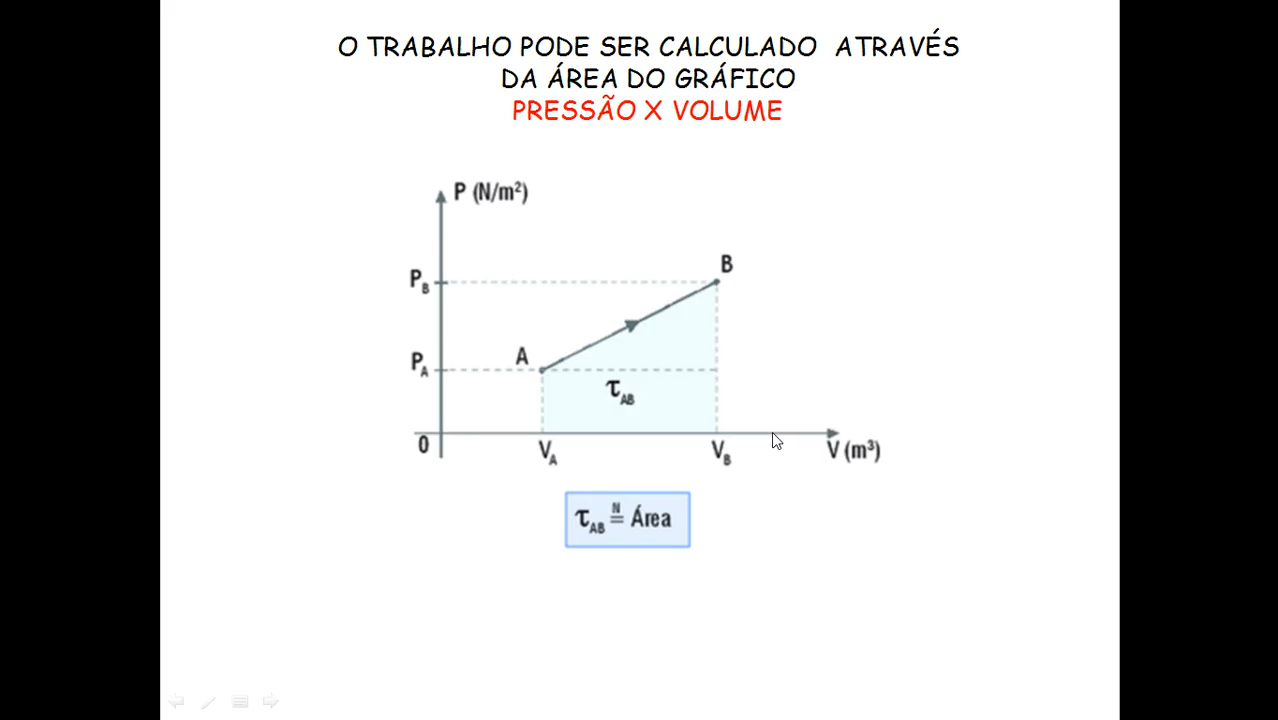 O TRABALHO PODE SER CALCULADO ATRAVÉS
DA ÁREA DO GRÁFICO
PRESSÃO X VOLUME
P (N/m²)
B
P_B
A
P_A
τ_AB
0
V_A
V_B
V (m³)
τ_AB N= Área